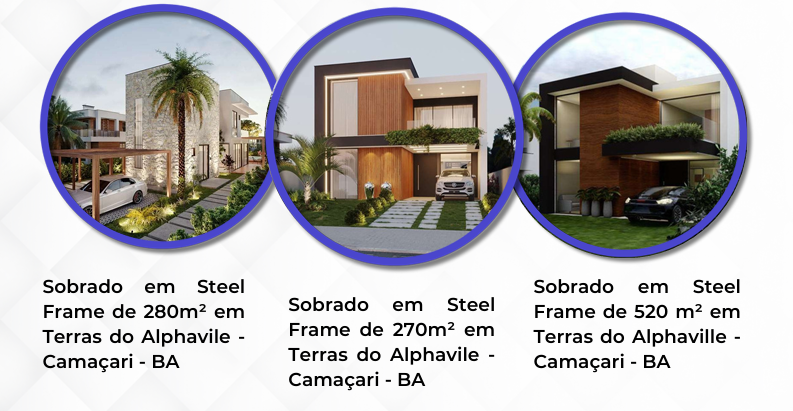 Sobrado em Steel
Frame de 280m² em
Terras do Alphavile -
Camaçari - BA
Sobrado em Steel
Frame de 270m² em
Terras do Alphavile -
Camaçari - BA
Sobrado em Steel
Frame de 520 m² em
Terras do Alphaville -
Camaçari - BA